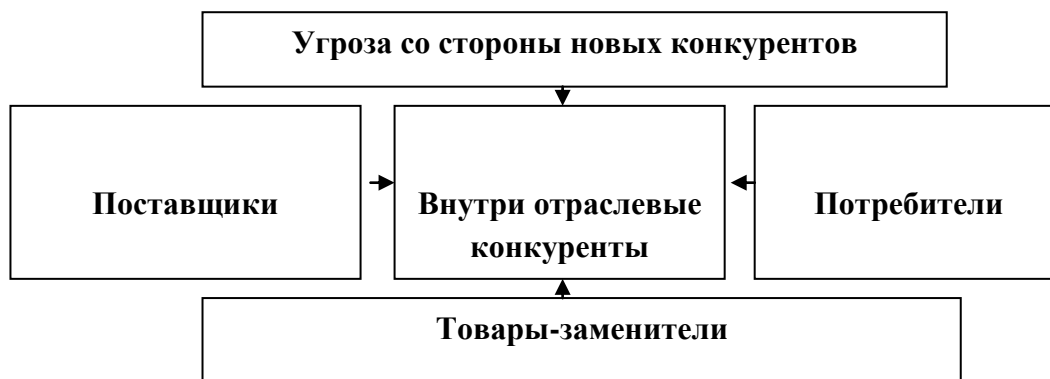 Угроза со стороны новых конкурентов
Поставщики
Внутри отраслевые
конкуренты
Потребители
Товары-заменители